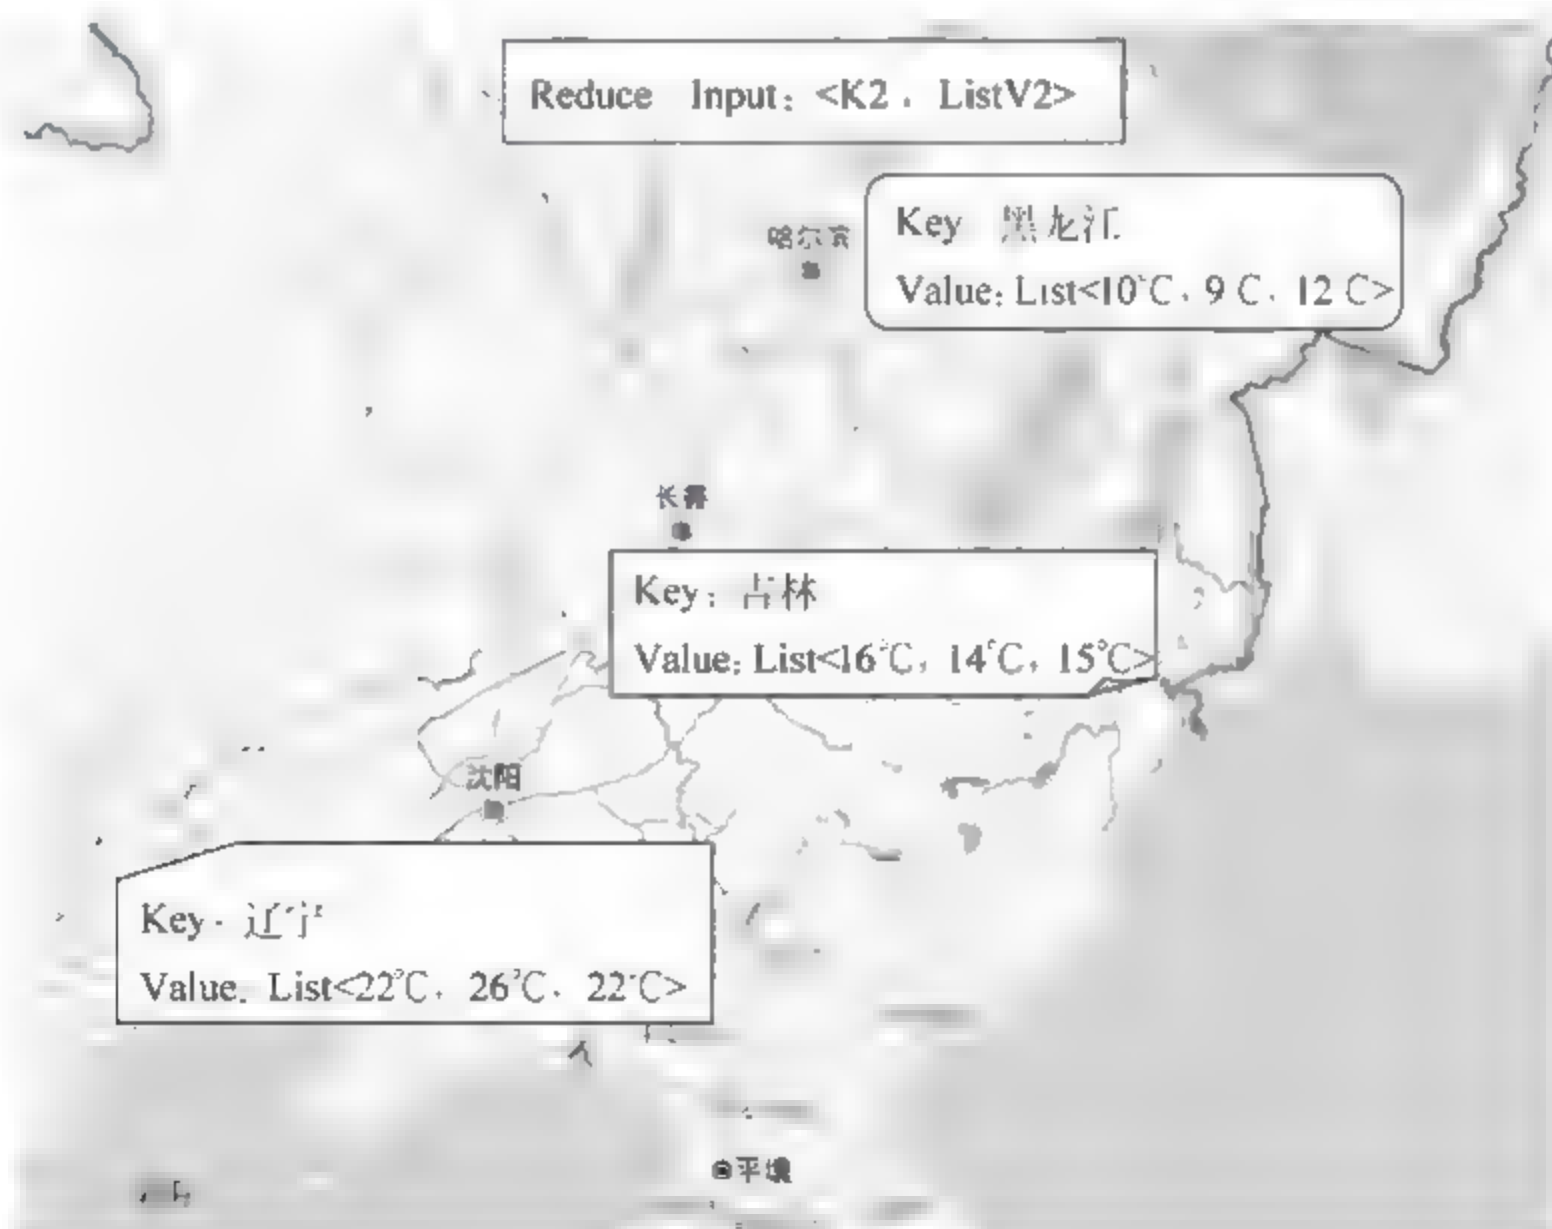 Reduce Input: <K2, ListV2>
哈尔滨
Key 黑龙江
Value: List<10℃, 9℃, 12℃>
长春
Key: 吉林
Value: List<16℃, 14℃, 15℃>
沈阳
Key: 辽宁
Value: List<22℃, 26℃, 22℃>
平壤